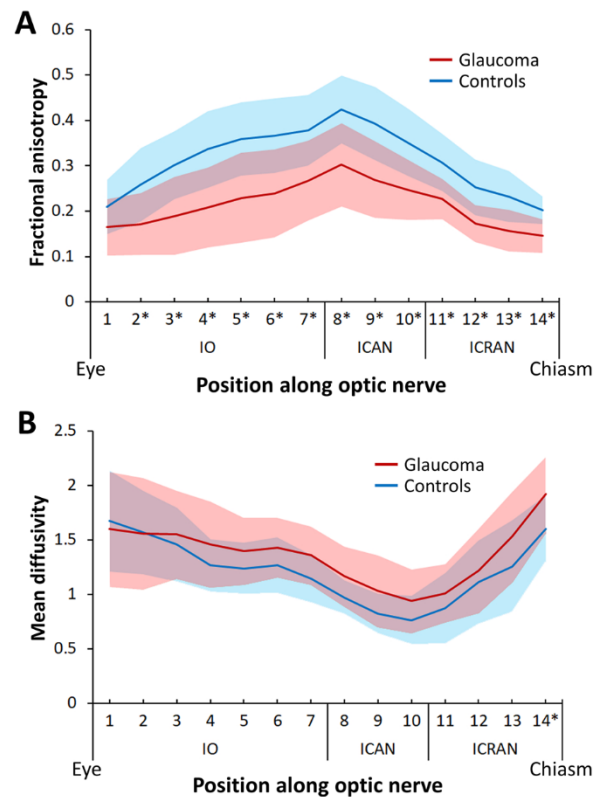 A
0.6
0.5
0.4
0.3
0.2
0.1
0
Fractional anisotropy
Glaucoma
Controls
1 2* 3* 4* 5* 6* 7* 8* 9* 10* 11* 12* 13* 14*
IO ICAN ICRAN
Eye Chiasm
Position along optic nerve
B
2.5
2
1.5
1
0.5
0
Mean diffusivity
Glaucoma
Controls
1 2 3 4 5 6 7 8 9 10 11 12 13 14*
IO ICAN ICRAN
Eye Chiasm
Position along optic nerve